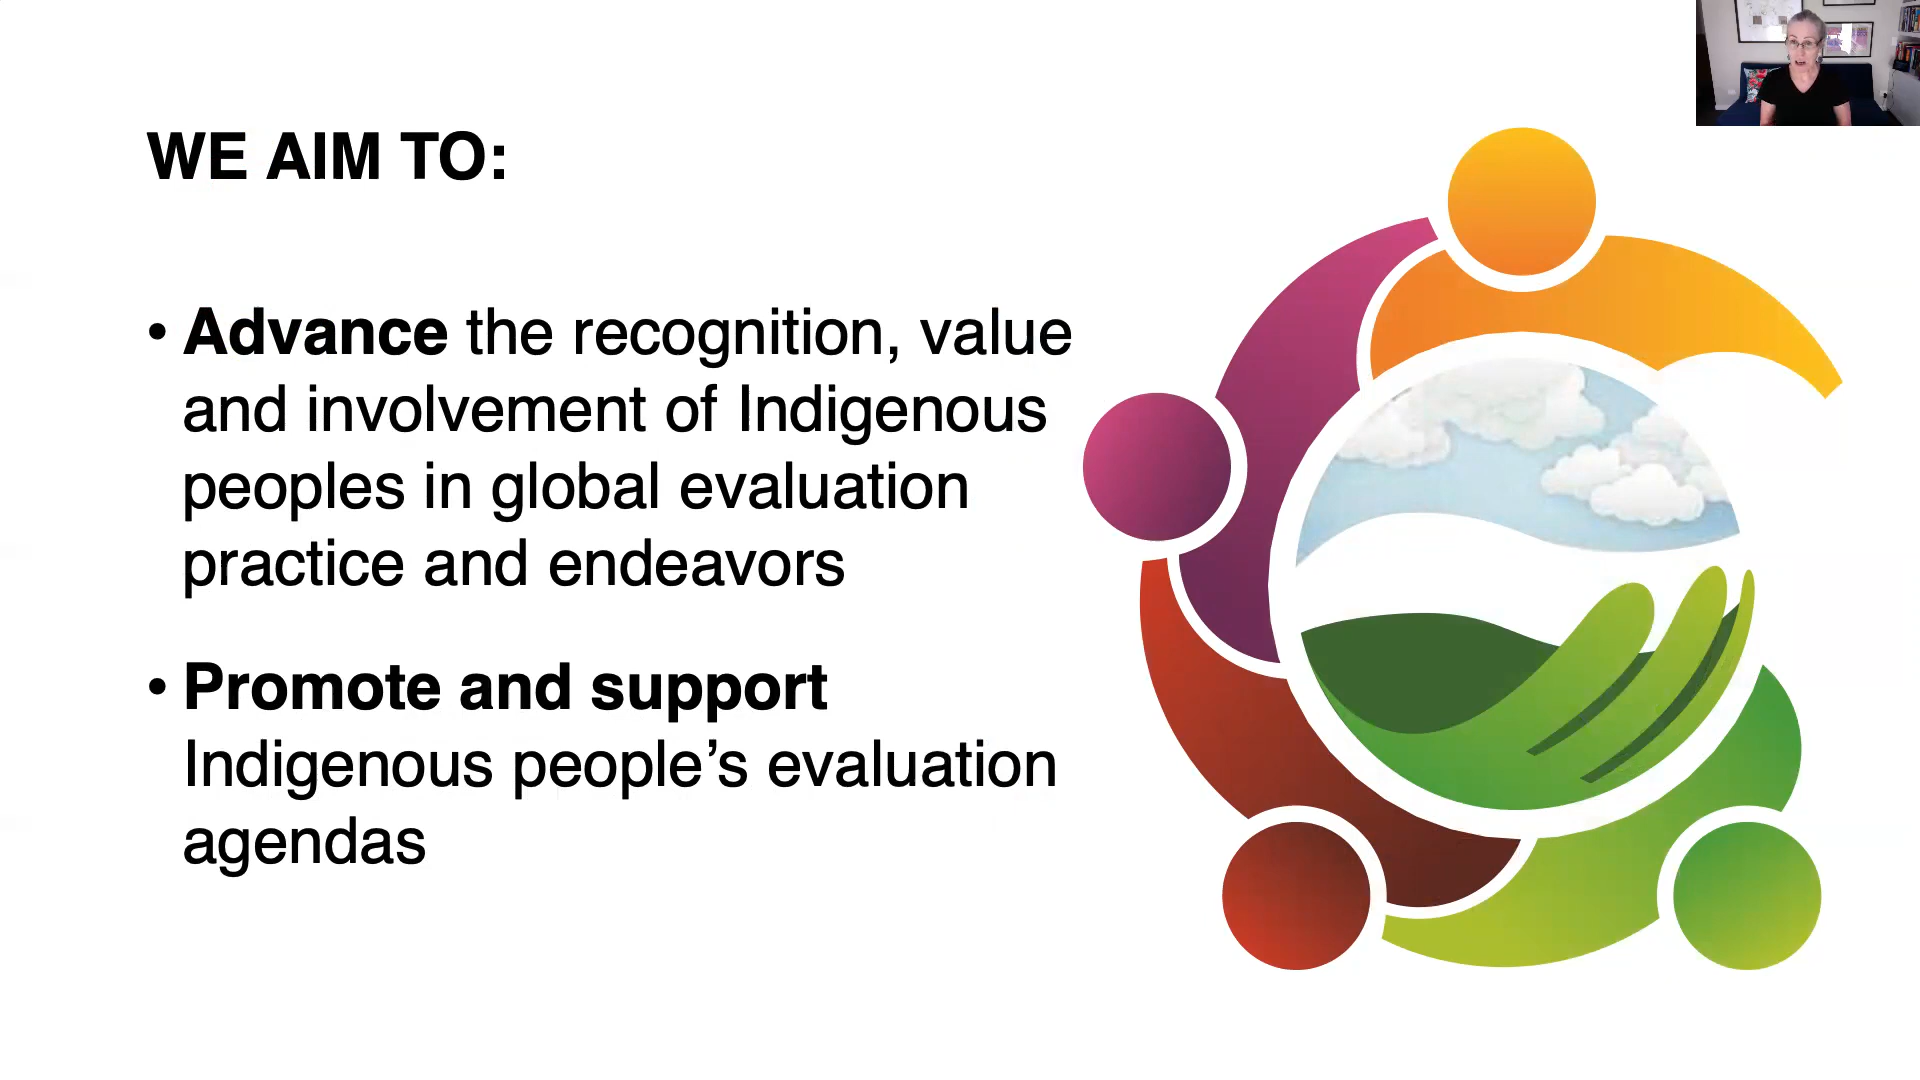 WE AIM TO:
• Advance the recognition, value
and involvement of Indigenous
peoples in global evaluation
practice and endeavors
• Promote and support
Indigenous people’s evaluation
agendas